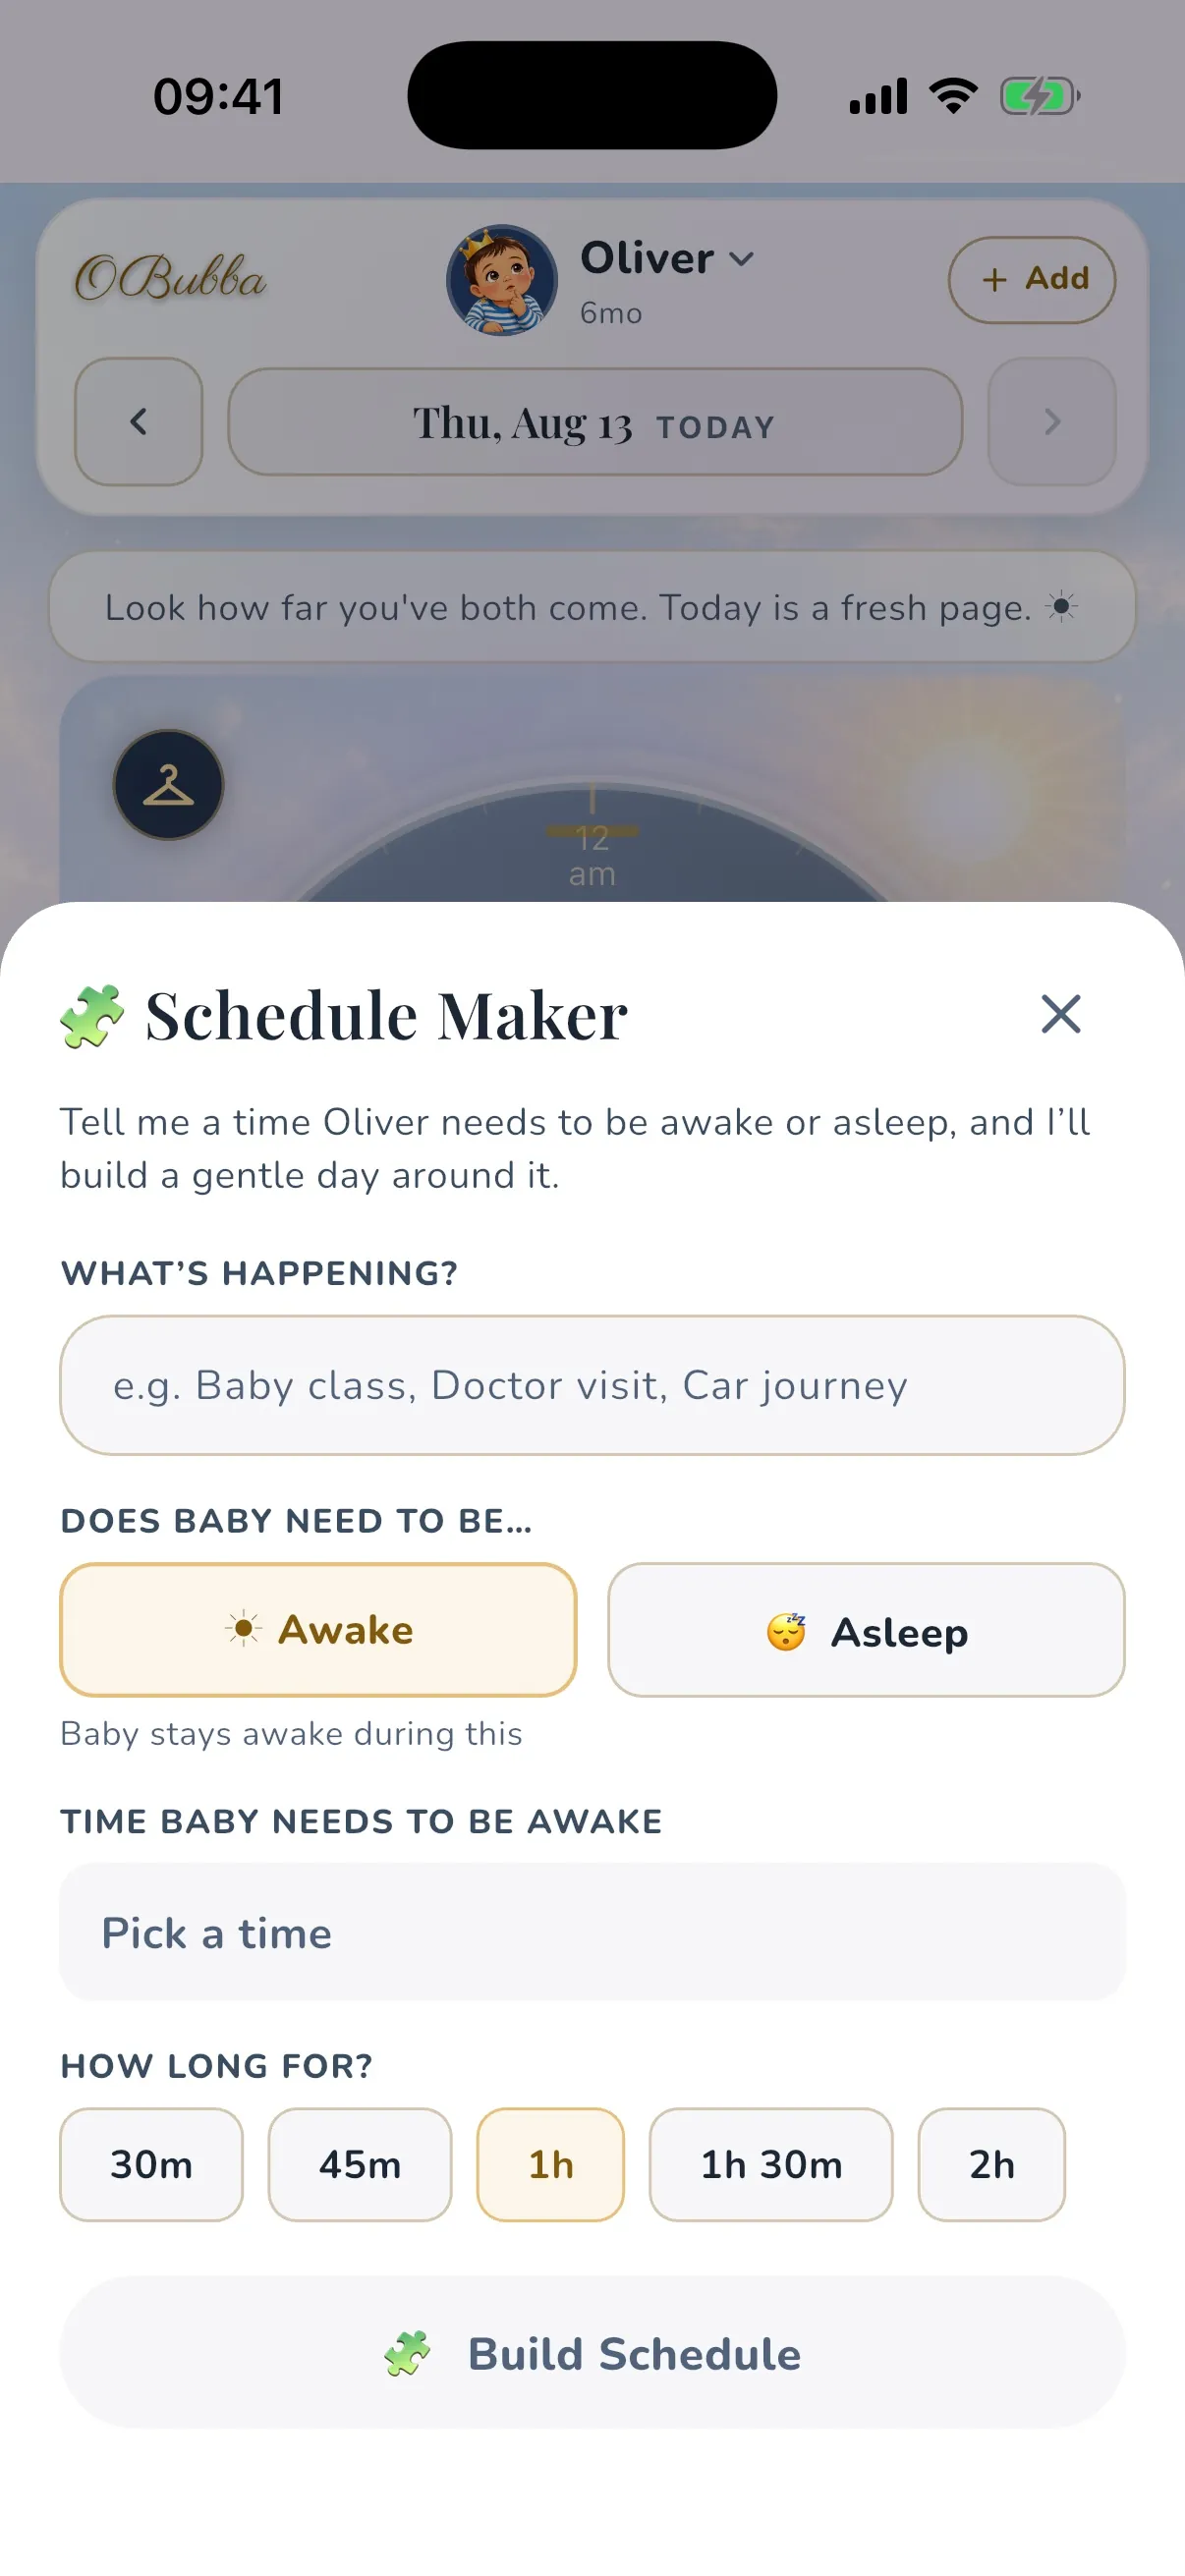 09:41
OBubba
Oliver
6mo
+ Add
Thu, Aug 13 TODAY
Look how far you've both come. Today is a fresh page. ☀
12
am
🧩 Schedule Maker
Tell me a time Oliver needs to be awake or asleep, and I’ll
build a gentle day around it.
WHAT’S HAPPENING?
e.g. Baby class, Doctor visit, Car journey
DOES BABY NEED TO BE…
☀ Awake
😴 Asleep
Baby stays awake during this
TIME BABY NEEDS TO BE AWAKE
Pick a time
HOW LONG FOR?
30m 45m 1h 1h 30m 2h
🧩 Build Schedule